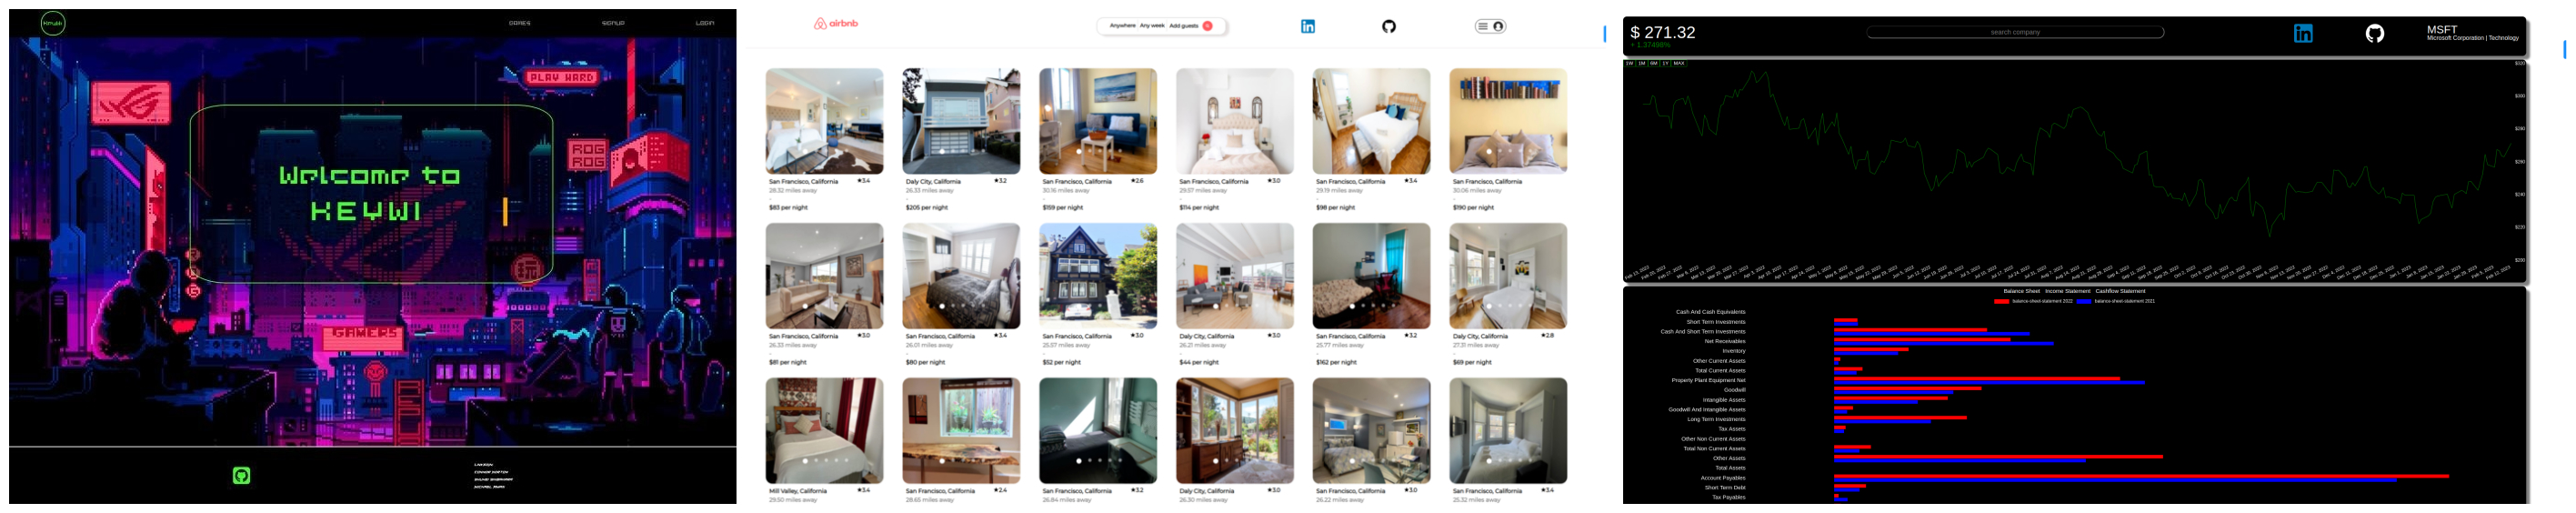 Keywi
GAMES
SIGNUP
LOGIN
PLAY HARD
Welcome to
KEYWI
ROG
ROG
GAMERS
LINKEDIN
airbnb
Anywhere Any week Add guests
San Francisco, California ★3.4
28.32 miles away
$83 per night
Daly City, California ★3.2
26.33 miles away
$205 per night
San Francisco, California ★2.6
30.16 miles away
$159 per night
San Francisco, California ★3.0
29.57 miles away
$114 per night
San Francisco, California ★3.4
29.19 miles away
$98 per night
San Francisco, California
30.06 miles away
$190 per night
San Francisco, California ★3.0
26.33 miles away
$81 per night
San Francisco, California ★3.4
26.01 miles away
$80 per night
San Francisco, California ★3.0
25.57 miles away
$52 per night
Daly City, California ★3.0
26.21 miles away
$44 per night
San Francisco, California ★3.2
25.77 miles away
$162 per night
Daly City, California ★2.8
27.31 miles away
$69 per night
Mill Valley, California ★3.4
29.50 miles away
San Francisco, California ★2.4
28.65 miles away
San Francisco, California ★3.2
26.84 miles away
Daly City, California ★3.0
26.30 miles away
San Francisco, California ★3.0
26.22 miles away
San Francisco, California ★3.4
25.32 miles away
$ 271.32
+ 1.37498%
search company
MSFT
Microsoft Corporation | Technology
1W 1M 6M 1Y MAX
$320
$300
$280
$260
$240
$220
$200
Balance Sheet Income Statement Cashflow Statement
balance-sheet-statement 2022 balance-sheet-statement 2021
Cash And Cash Equivalents
Short Term Investments
Cash And Short Term Investments
Net Receivables
Inventory
Other Current Assets
Total Current Assets
Property Plant Equipment Net
Goodwill
Intangible Assets
Goodwill And Intangible Assets
Long Term Investments
Tax Assets
Other Non Current Assets
Total Non Current Assets
Other Assets
Total Assets
Account Payables
Short Term Debt
Tax Payables